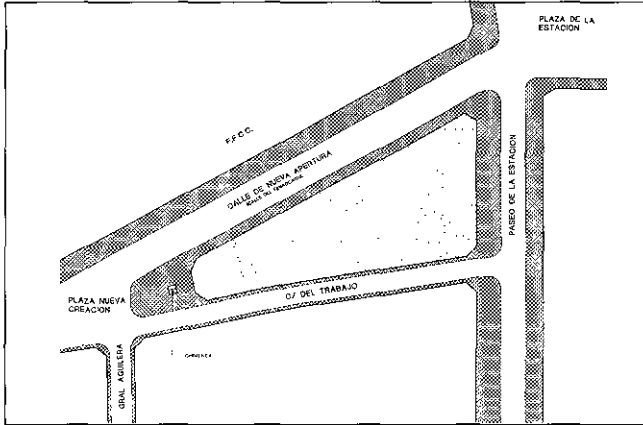 PLAZA DE LA
ESTACION
F.F.C.C.
CALLE DE NUEVA APERTURA
PASEO DE LA ESTACION
C/ DEL TRABAJO
PLAZA NUEVA
CREACION
GRAL AGUILERA